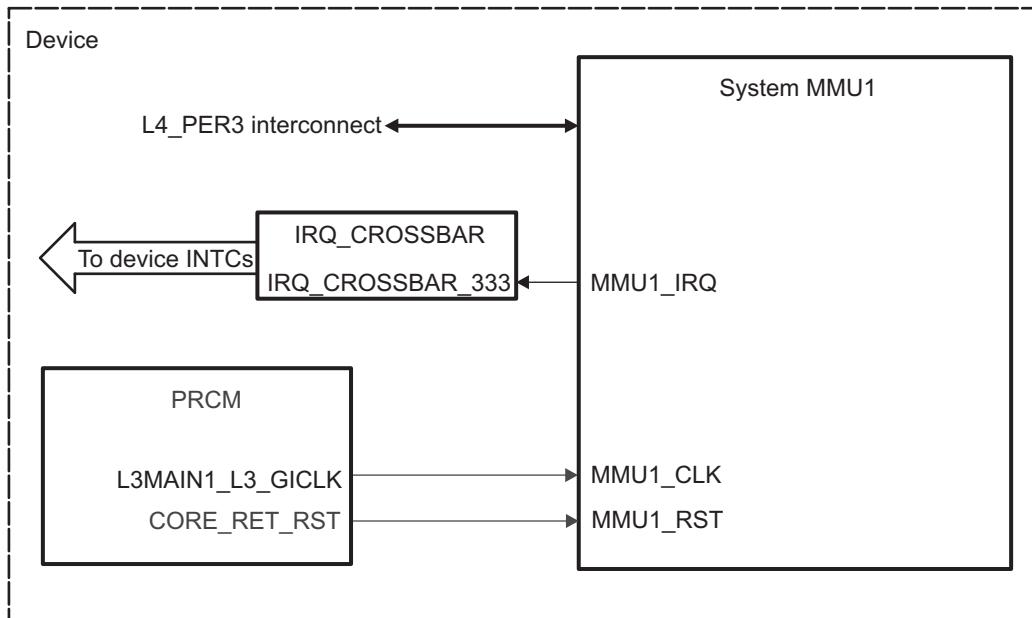 Device
System MMU1
L4_PER3 interconnect
IRQ_CROSSBAR
To device INTCs
IRQ_CROSSBAR_333
MMU1_IRQ
PRCM
L3MAIN1_L3_GICLK
MMU1_CLK
CORE_RET_RST
MMU1_RST